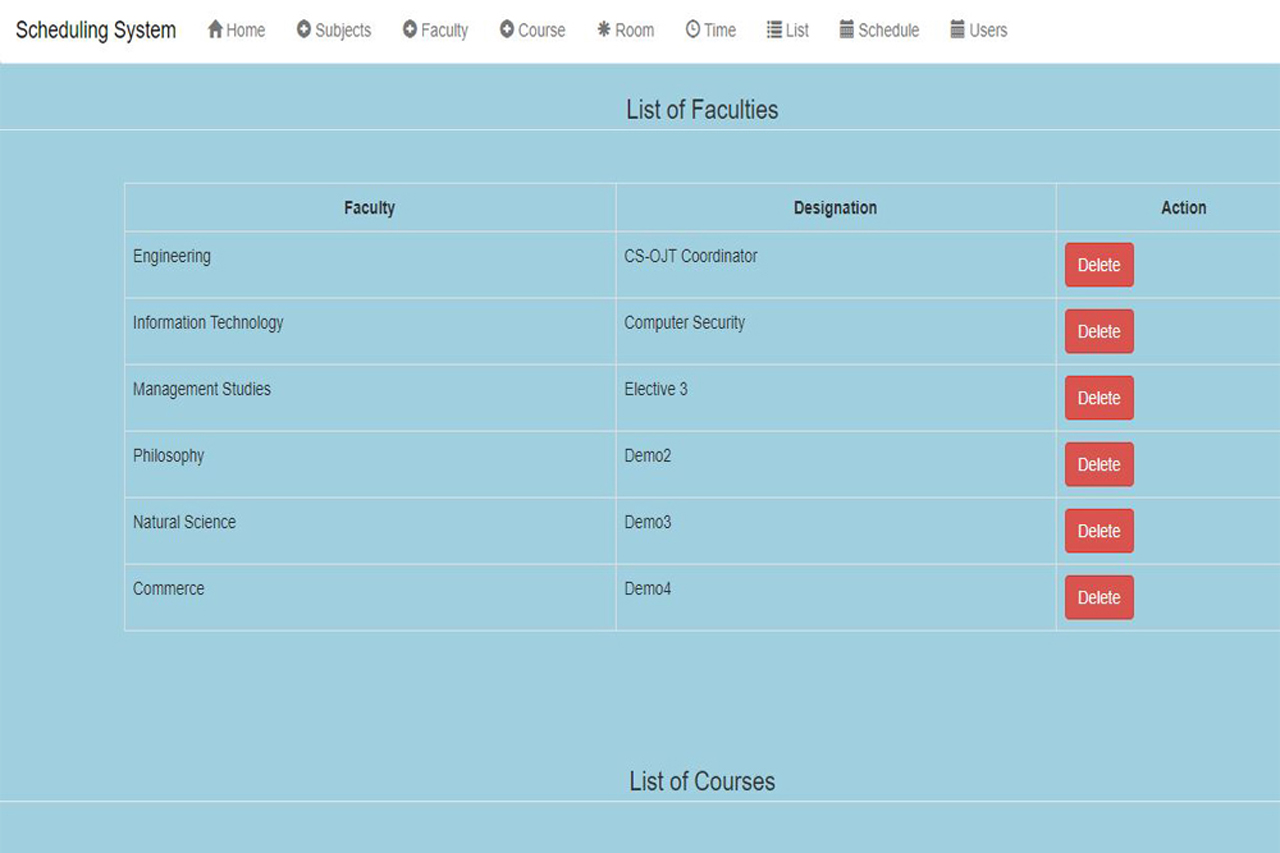 Scheduling System Home Subjects Faculty Course Room Time List Schedule Users
List of Faculties
Faculty Designation Action
Engineering CS-OJT Coordinator Delete
Information Technology Computer Security Delete
Management Studies Elective 3 Delete
Philosophy Demo2 Delete
Natural Science Demo3 Delete
Commerce Demo4 Delete
List of Courses